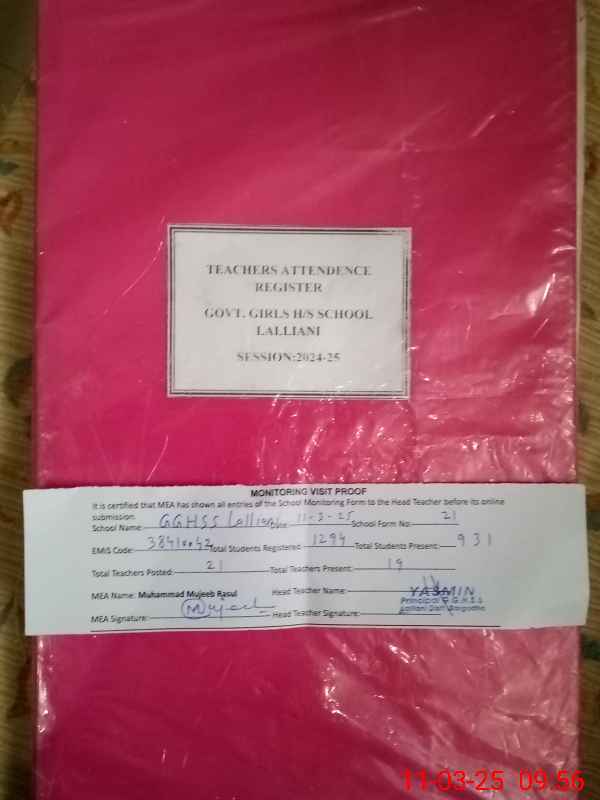 TEACHERS ATTENDENCE
REGISTER
GOVT. GIRLS H/S SCHOOL
LALLIANI
SESSION:2024-25
MONITORING VISIT PROOF
It is certified that MEA has shown all entries of the School Monitoring Form to the Head Teacher before its online
submission.
School Name: GGHSS Lalliani Date 11-3-25 School Form No: 21
EMIS Code: Total Students Registered: 1294 Total Students Present: 931
Total Teachers Posted: 21 Total Teachers Present: 19
MEA Name: Muhammad Mujeeb Rasul Head Teacher Name: YASMIN
Principal G.G.H.S.S
Lalliani Distt Sargodha
MEA Signature: Mujeeb Head Teacher Signature:
11-03-25 09:56